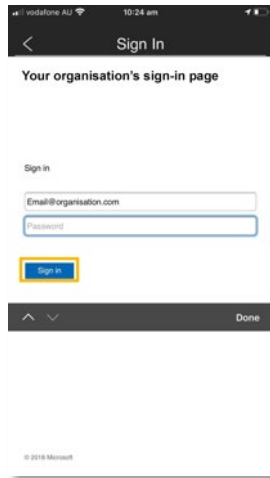 vodafone AU 10:24 am
Sign In
Your organisation's sign-in page
Sign in
Email@organisation.com
Password
Sign in
Done
© 2018 Microsoft